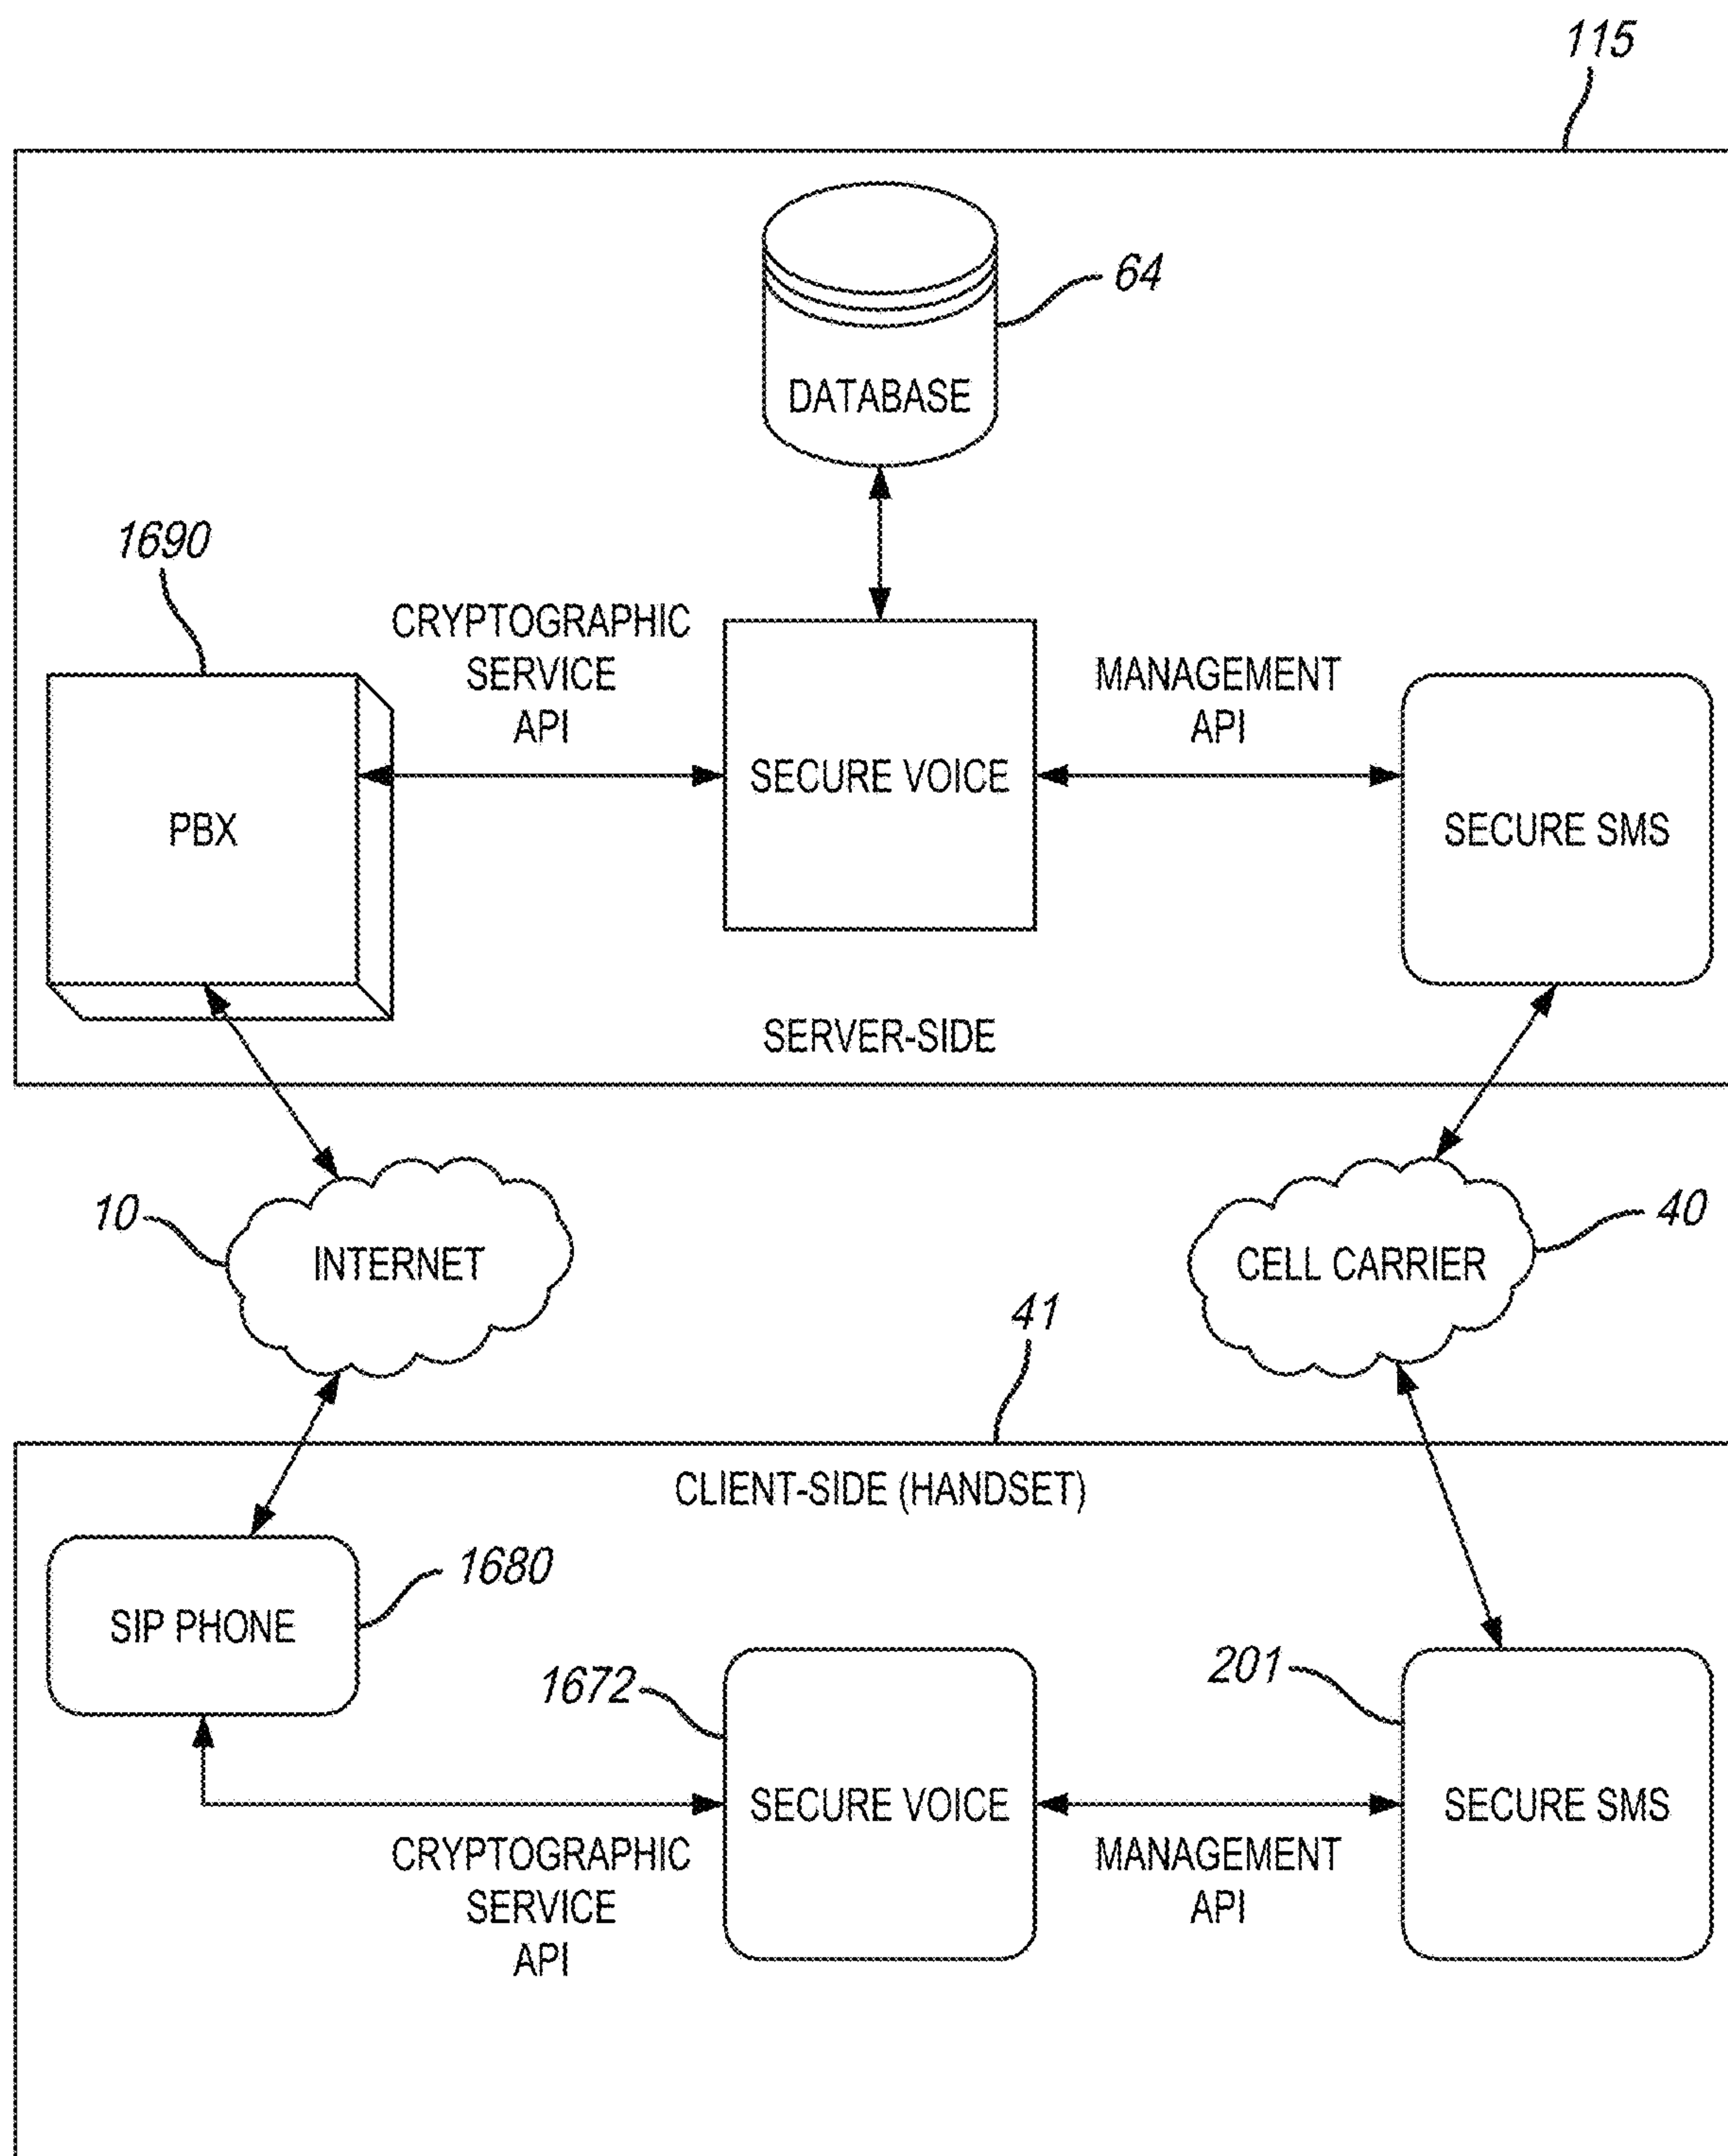 115
64
DATABASE
1690
CRYPTOGRAPHIC
SERVICE
API
MANAGEMENT
API
PBX
SECURE VOICE
SECURE SMS
SERVER-SIDE
10
INTERNET
CELL CARRIER
40
41
CLIENT-SIDE (HANDSET)
SIP PHONE
1680
1672
201
SECURE VOICE
SECURE SMS
CRYPTOGRAPHIC
SERVICE
API
MANAGEMENT
API